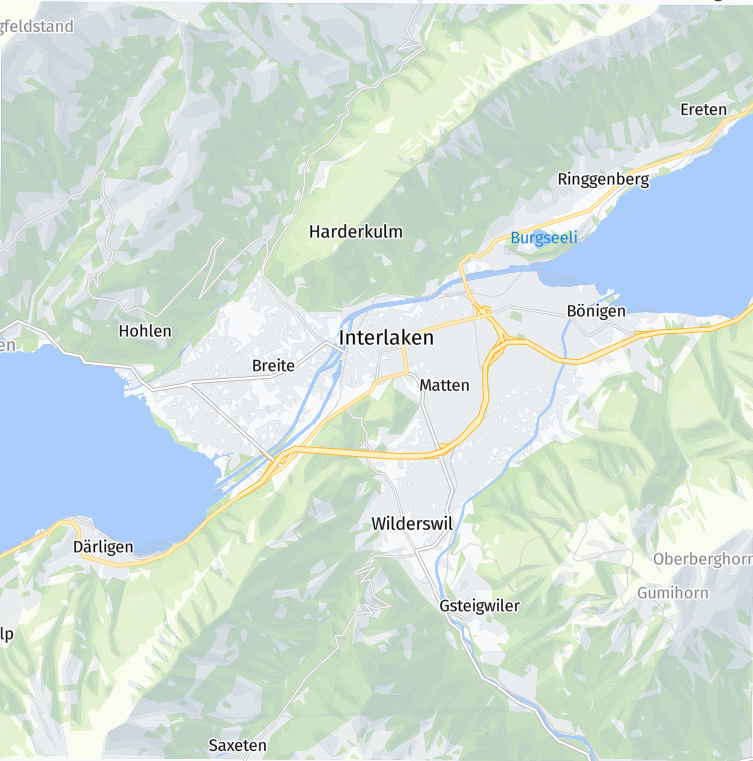 gfeldstand
Ereten
Ringgenberg
Harderkulm
Burgseeli
Bönigen
Hohlen
Interlaken
en
Breite
Matten
Wilderswil
Därligen
Oberberghorn
Gumihorn
Gsteigwiler
lp
Saxeten